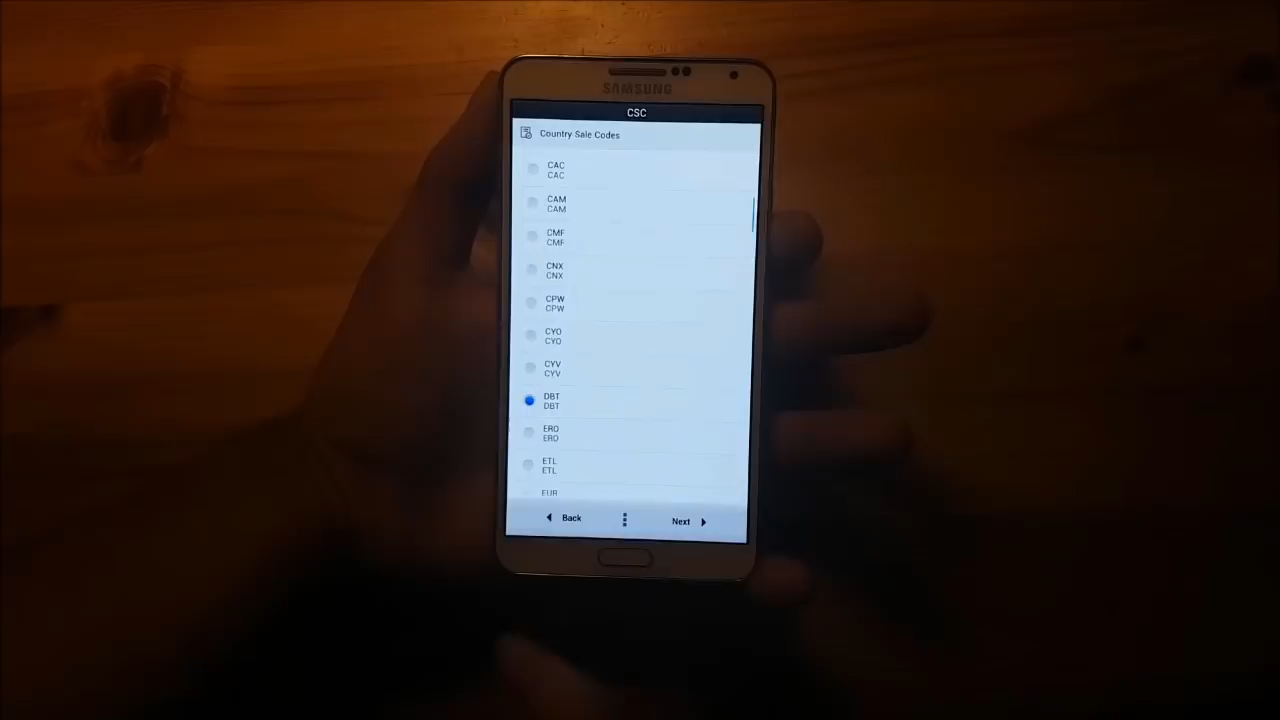 SAMSUNG
CSC
Country Sale Codes
CAC
CAC
CAM
CAM
CMF
CMF
CNX
CNX
CPW
CPW
CYO
CYO
CYV
CYV
DBT
DBT
ERO
ERO
ETL
ETL
EUR
Back
Next